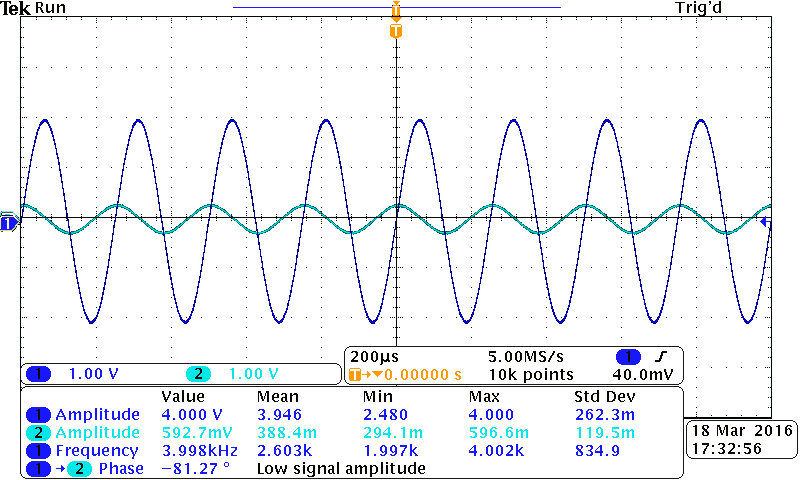 Tek Run Trig'd
T
T
1
1 1.00 V 2 1.00 V
200µs 5.00MS/s 1
T→▼0.00000 s 10k points 40.0mV
Value Mean Min Max Std Dev
1 Amplitude 4.000 V 3.946 2.480 4.000 262.3m
2 Amplitude 592.7mV 388.4m 294.1m 596.6m 119.5m
1 Frequency 3.998kHz 2.603k 1.997k 4.002k 834.9
1 → 2 Phase −81.27 ° Low signal amplitude
18 Mar 2016
17:32:56